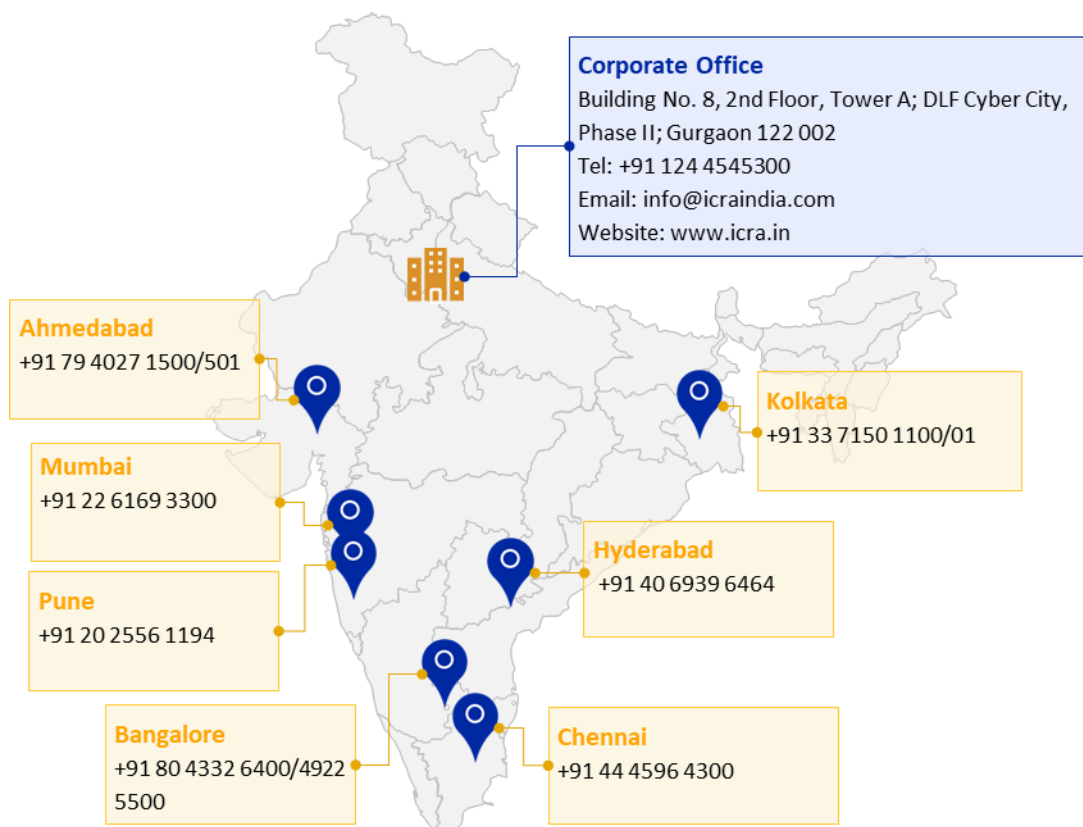 Corporate Office
Building No. 8, 2nd Floor, Tower A; DLF Cyber City,
Phase II; Gurgaon 122 002
Tel: +91 124 4545300
Email: info@icraindia.com
Website: www.icra.in
Ahmedabad
+91 79 4027 1500/501
Kolkata
+91 33 7150 1100/01
Mumbai
+91 22 6169 3300
Hyderabad
+91 40 6939 6464
Pune
+91 20 2556 1194
Bangalore
+91 80 4332 6400/4922
5500
Chennai
+91 44 4596 4300